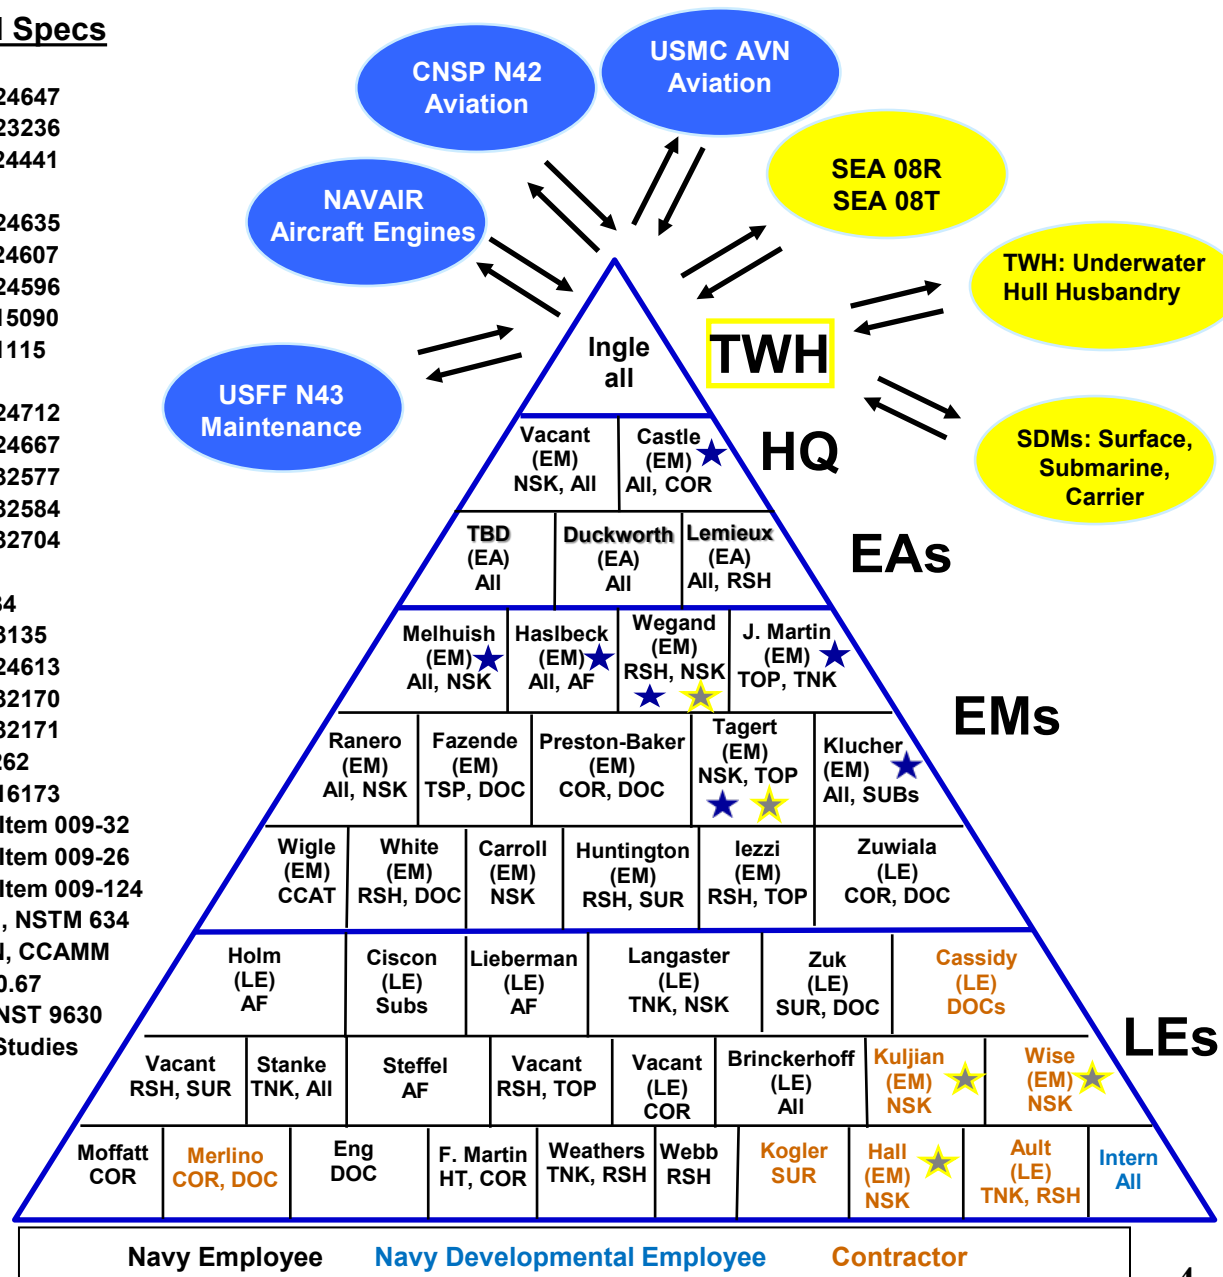 l Specs
24647
23236
24441
24635
24607
24596
15090
1115
24712
24667
32577
32584
32704
34
3135
24613
32170
32171
262
16173
Item 009-32
Item 009-26
Item 009-124
, NSTM 634
N, CCAMM
0.67
NST 9630
Studies
CNSP N42
Aviation
USMC AVN
Aviation
NAVAIR
Aircraft Engines
USFF N43
Maintenance
SEA 08R
SEA 08T
TWH: Underwater
Hull Husbandry
SDMs: Surface,
Submarine,
Carrier
TWH
HQ
EAs
EMs
LEs
Ingle
all
Vacant
(EM)
NSK, All
Castle
(EM)
All, COR
TBD
(EA)
All
Duckworth
(EA)
All
Lemieux
(EA)
All, RSH
Melhuish
(EM)
All, NSK
Haslbeck
(EM)
All, AF
Wegand
(EM)
RSH, NSK
J. Martin
(EM)
TOP, TNK
Ranero
(EM)
All, NSK
Fazende
(EM)
TSP, DOC
Preston-Baker
(EM)
COR, DOC
Tagert
(EM)
NSK, TOP
Klucher
(EM)
All, SUBs
Wigle
(EM)
CCAT
White
(EM)
RSH, DOC
Carroll
(EM)
NSK
Huntington
(EM)
RSH, SUR
Iezzi
(EM)
RSH, TOP
Zuwiala
(LE)
COR, DOC
Holm
(LE)
AF
Ciscon
(LE)
Subs
Lieberman
(LE)
AF
Langaster
(LE)
TNK, NSK
Zuk
(LE)
SUR, DOC
Cassidy
(LE)
DOCs
Vacant
RSH, SUR
Stanke
TNK, All
Steffel
AF
Vacant
RSH, TOP
Vacant
(LE)
COR
Brinckerhoff
(LE)
All
Kuljian
(EM)
NSK
Wise
(EM)
NSK
Moffatt
COR
Merlino
COR, DOC
Eng
DOC
F. Martin
HT, COR
Weathers
TNK, RSH
Webb
RSH
Kogler
SUR
Hall
(EM)
NSK
Ault
(LE)
TNK, RSH
Intern
All
Navy Employee Navy Developmental Employee Contractor
4